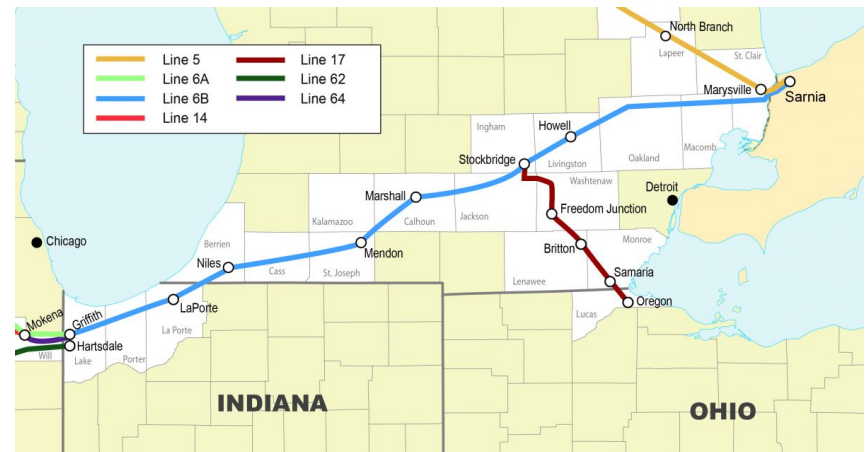 North Branch
Lapeer
St. Clair
Marysville
Sarnia
Line 5
Line 6A
Line 6B
Line 14
Line 17
Line 62
Line 64
Ingham
Howell
Livingston
Oakland
Macomb
Stockbridge
Washtenaw
Detroit
Marshall
Kalamazoo
Calhoun
Jackson
Freedom Junction
Chicago
Berrien
Mendon
Britton
Monroe
Niles
Cass
St. Joseph
Lenawee
Samaria
LaPorte
Oregon
Mokena
Griffith
La Porte
Lucas
Hartsdale
Will
Lake
Porter
INDIANA
OHIO